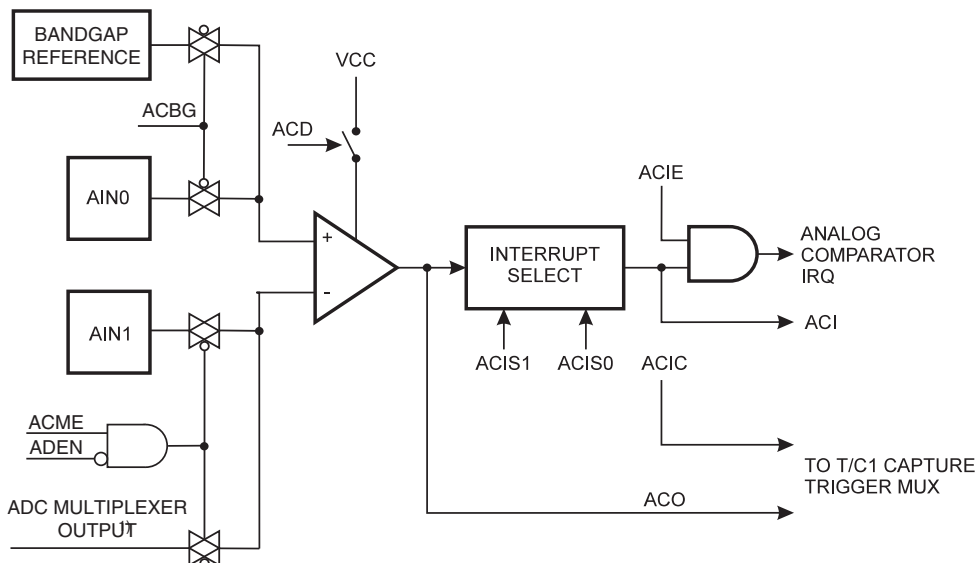 BANDGAP
REFERENCE
VCC
ACBG
ACD
AIN0
ACIE
+
INTERRUPT
SELECT
ANALOG
COMPARATOR
IRQ
-
AIN1
ACI
ACIS1 ACIS0 ACIC
ACME
ADEN
TO T/C1 CAPTURE
TRIGGER MUX
ADC MULTIPLEXER
OUTPUT 1)
ACO